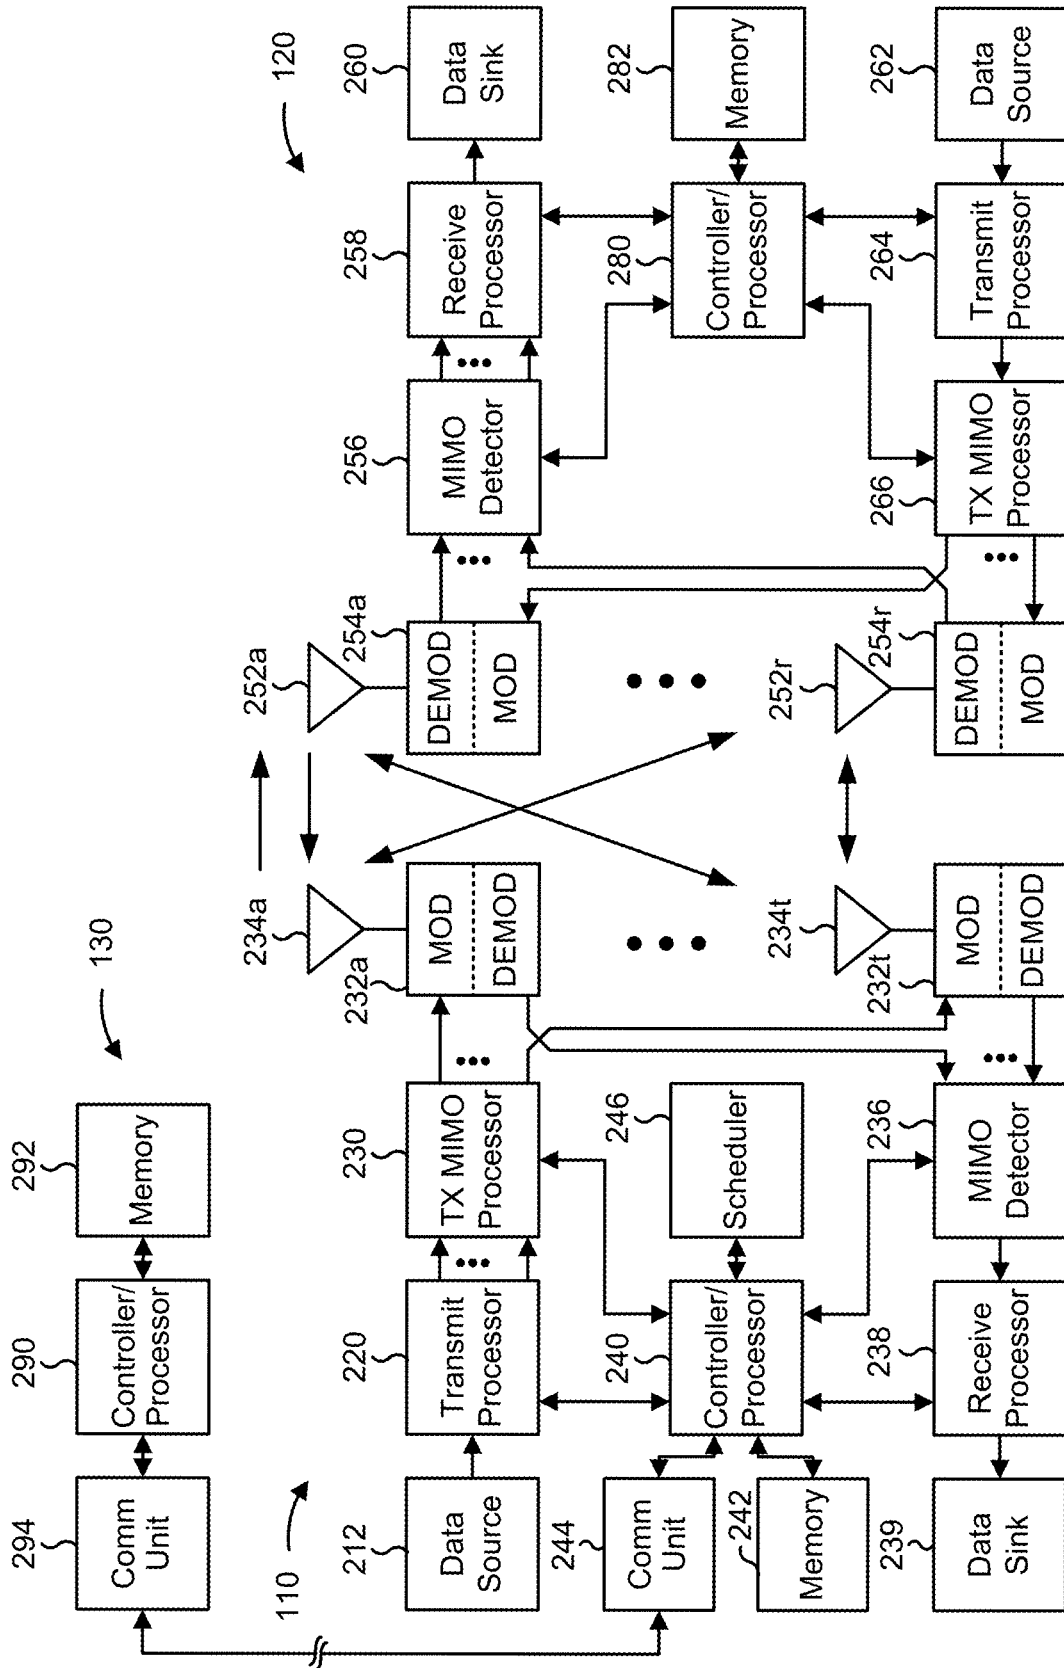 130
294
290
292
Comm
Unit
Controller/
Processor
Memory
110
120
212
220
230
232a
234a
252a
254a
256
258
260
Data
Source
Transmit
Processor
TX MIMO
Processor
MOD
DEMOD
DEMOD
MOD
MIMO
Detector
Receive
Processor
Data
Sink
•••
•••
•••
•••
244
240
246
280
282
Comm
Unit
Controller/
Processor
Scheduler
•••
•••
Controller/
Processor
Memory
242
Memory
239
238
236
232t
234t
252r
254r
266
264
262
Data
Sink
Receive
Processor
MIMO
Detector
•••
MOD
DEMOD
DEMOD
MOD
•••
TX MIMO
Processor
Transmit
Processor
Data
Source